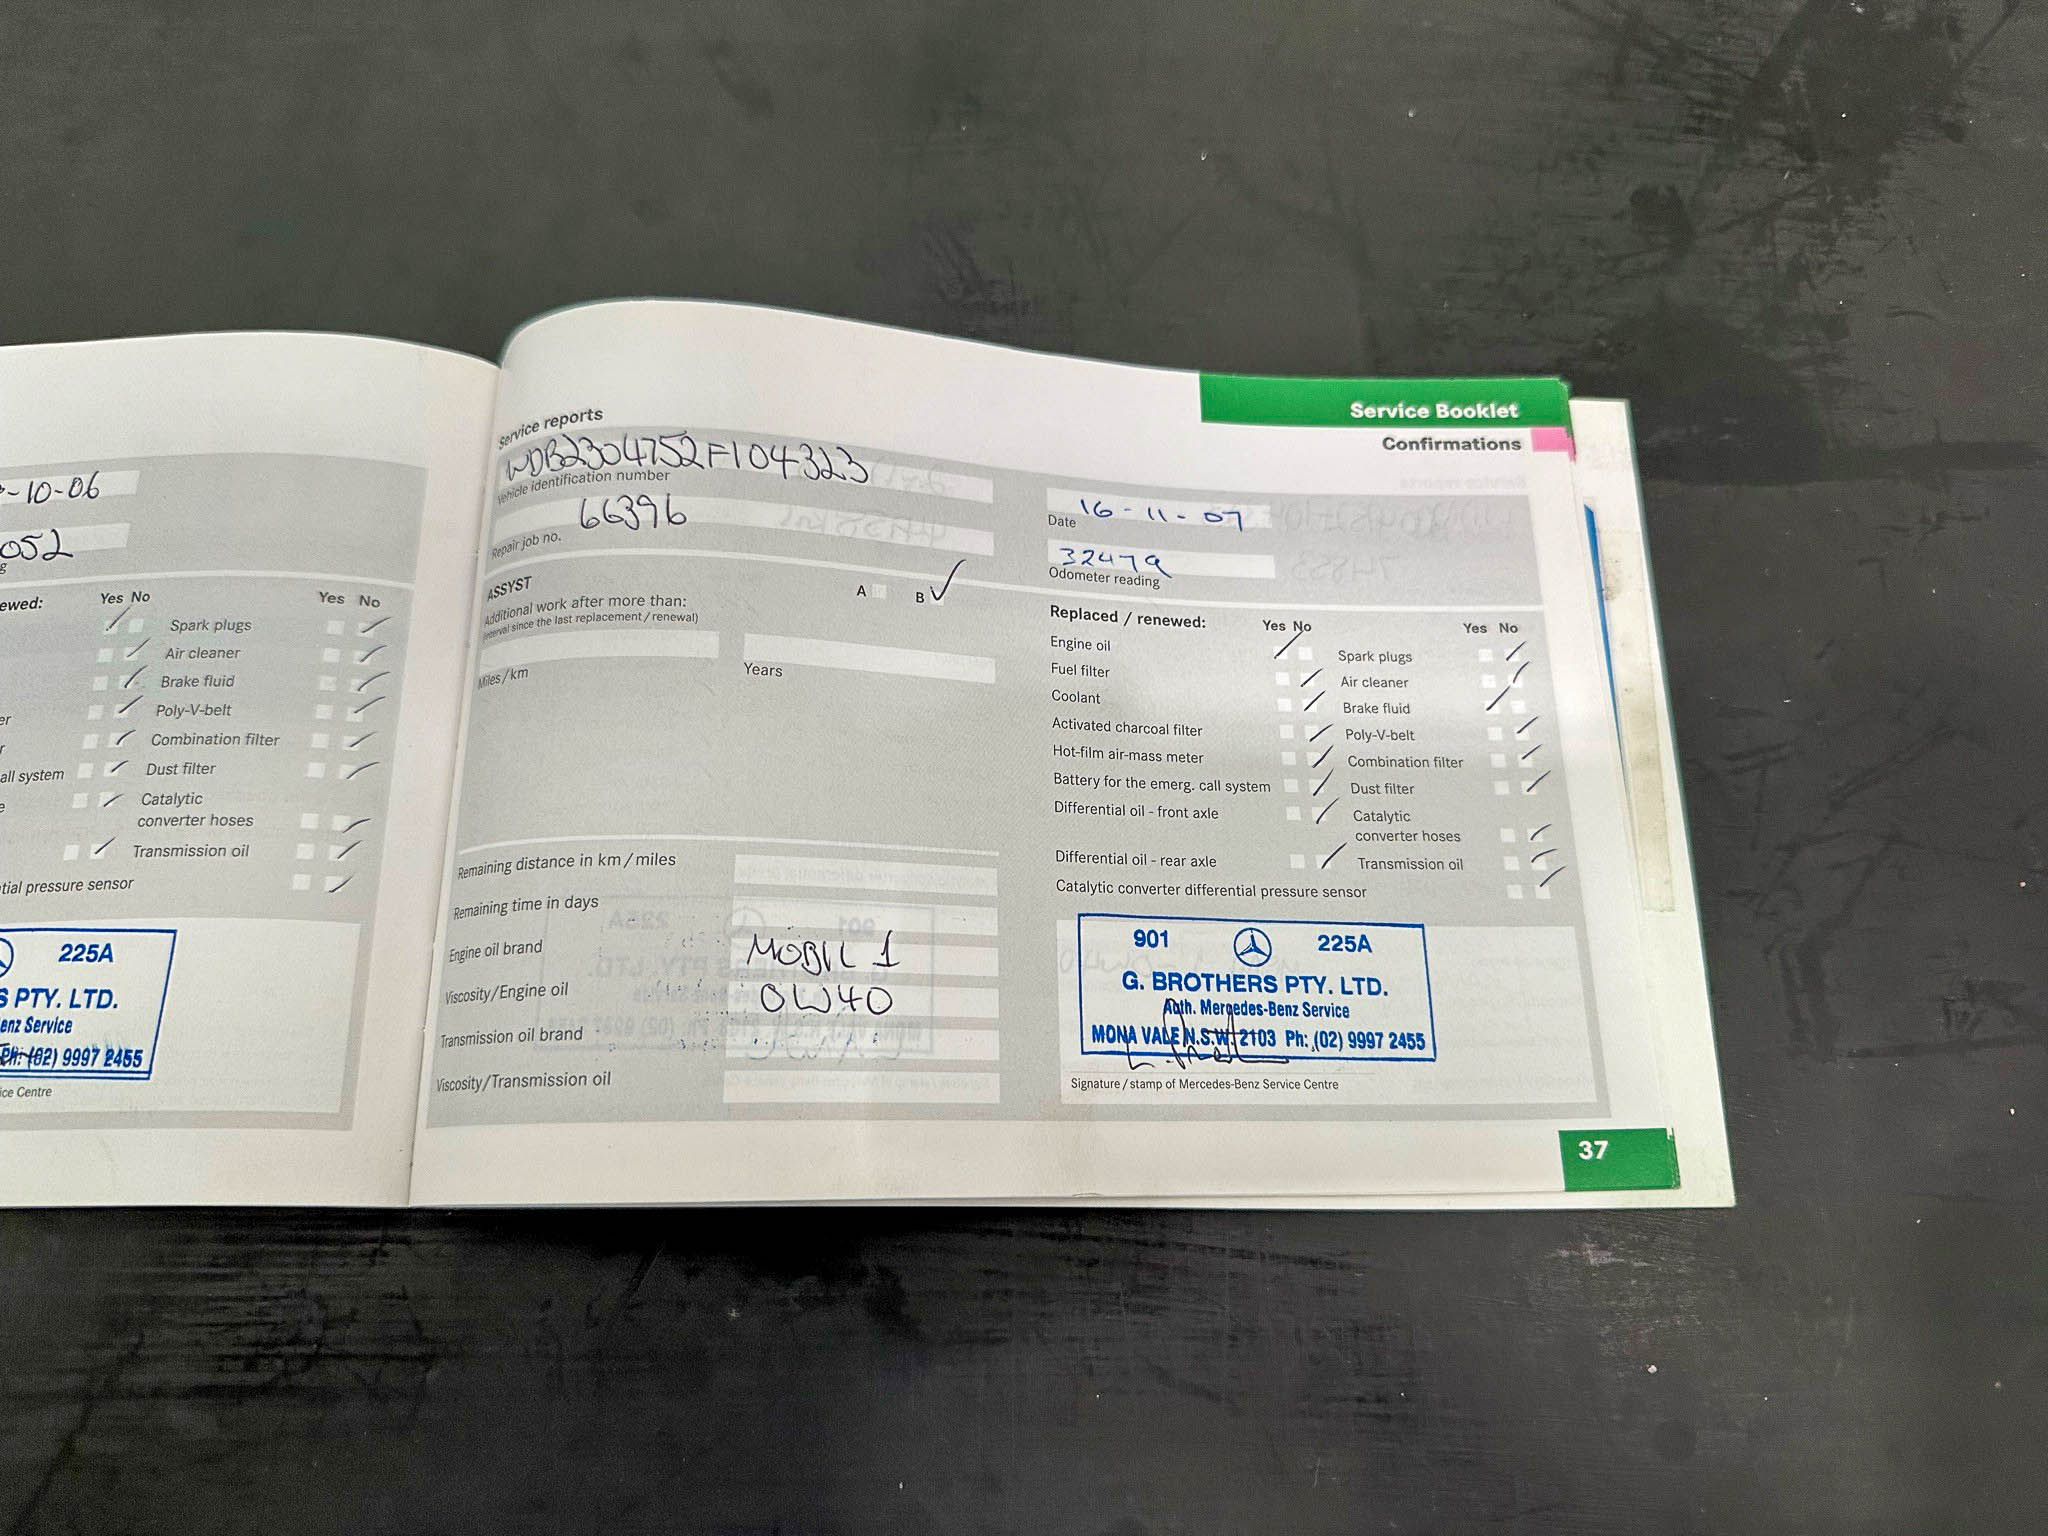 -10-06
052
g
ewed:
Yes No
Yes No
Spark plugs
Air cleaner
Brake fluid
er
Poly-V-belt
r
Combination filter
all system
Dust filter
e
Catalytic
converter hoses
Transmission oil
tial pressure sensor
225A
S PTY. LTD.
enz Service
Ph: (02) 9997 2455
ice Centre
Service Booklet
Confirmations
Service reports
WDB2304752F104323
Vehicle identification number
66396
Repair job no.
16-11-07
Date
32479
Odometer reading
ASSYST
A
B
Additional work after more than:
(interval since the last replacement / renewal)
Miles/km
Years
Remaining distance in km/miles
Remaining time in days
Engine oil brand
MOBIL 1
Viscosity/Engine oil
0W40
Transmission oil brand
Viscosity/Transmission oil
Replaced / renewed:
Yes No
Yes No
Engine oil
Spark plugs
Fuel filter
Air cleaner
Coolant
Brake fluid
Activated charcoal filter
Poly-V-belt
Hot-film air-mass meter
Combination filter
Battery for the emerg. call system
Dust filter
Differential oil - front axle
Catalytic
converter hoses
Differential oil - rear axle
Transmission oil
Catalytic converter differential pressure sensor
901 225A
G. BROTHERS PTY. LTD.
Auth. Mercedes-Benz Service
MONA VALE N.S.W. 2103 Ph: (02) 9997 2455
Signature / stamp of Mercedes-Benz Service Centre
37